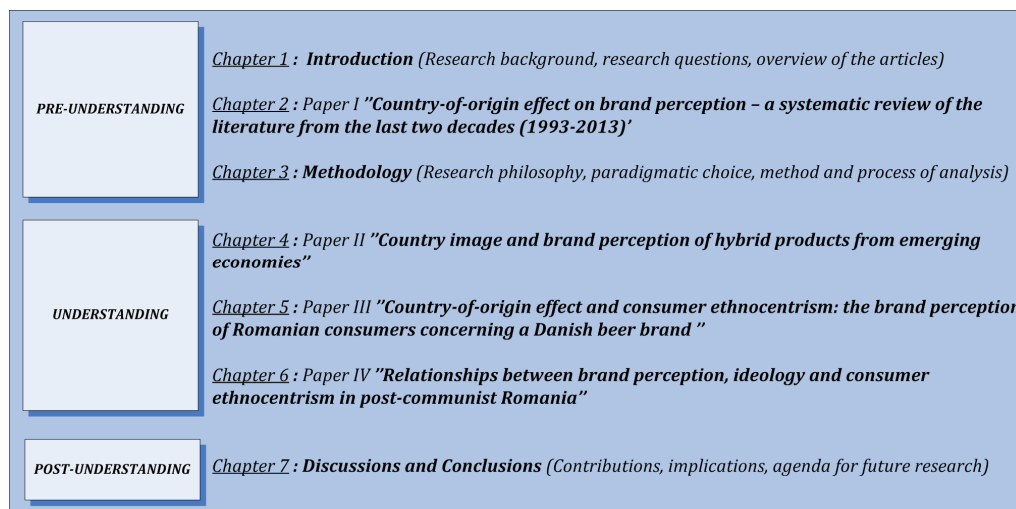 PRE-UNDERSTANDING
Chapter 1 : Introduction (Research background, research questions, overview of the articles)
Chapter 2 : Paper I ”Country-of-origin effect on brand perception – a systematic review of the
literature from the last two decades (1993-2013)’
Chapter 3 : Methodology (Research philosophy, paradigmatic choice, method and process of analysis)
UNDERSTANDING
Chapter 4 : Paper II ”Country image and brand perception of hybrid products from emerging
economies”
Chapter 5 : Paper III ”Country-of-origin effect and consumer ethnocentrism: the brand perception
of Romanian consumers concerning a Danish beer brand ”
Chapter 6 : Paper IV ”Relationships between brand perception, ideology and consumer
ethnocentrism in post-communist Romania”
POST-UNDERSTANDING
Chapter 7 : Discussions and Conclusions (Contributions, implications, agenda for future research)